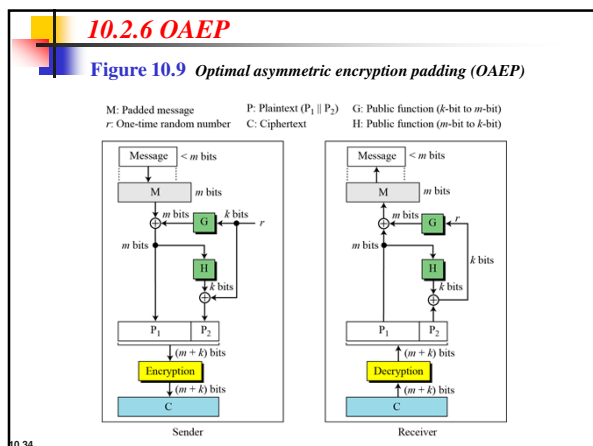 10.2.6 OAEP
Figure 10.9 Optimal asymmetric encryption padding (OAEP)
M: Padded message P: Plaintext (P1 || P2) G: Public function (k-bit to m-bit)
r: One-time random number C: Ciphertext H: Public function (m-bit to k-bit)
Message < m bits
M m bits
m bits G k bits r
m bits
H
k bits
P1 P2
(m + k) bits
Encryption
(m + k) bits
C
Sender
Message < m bits
M m bits
m bits G r
m bits
H k bits
k bits
P1 P2
(m + k) bits
Decryption
(m + k) bits
C
Receiver
10.34